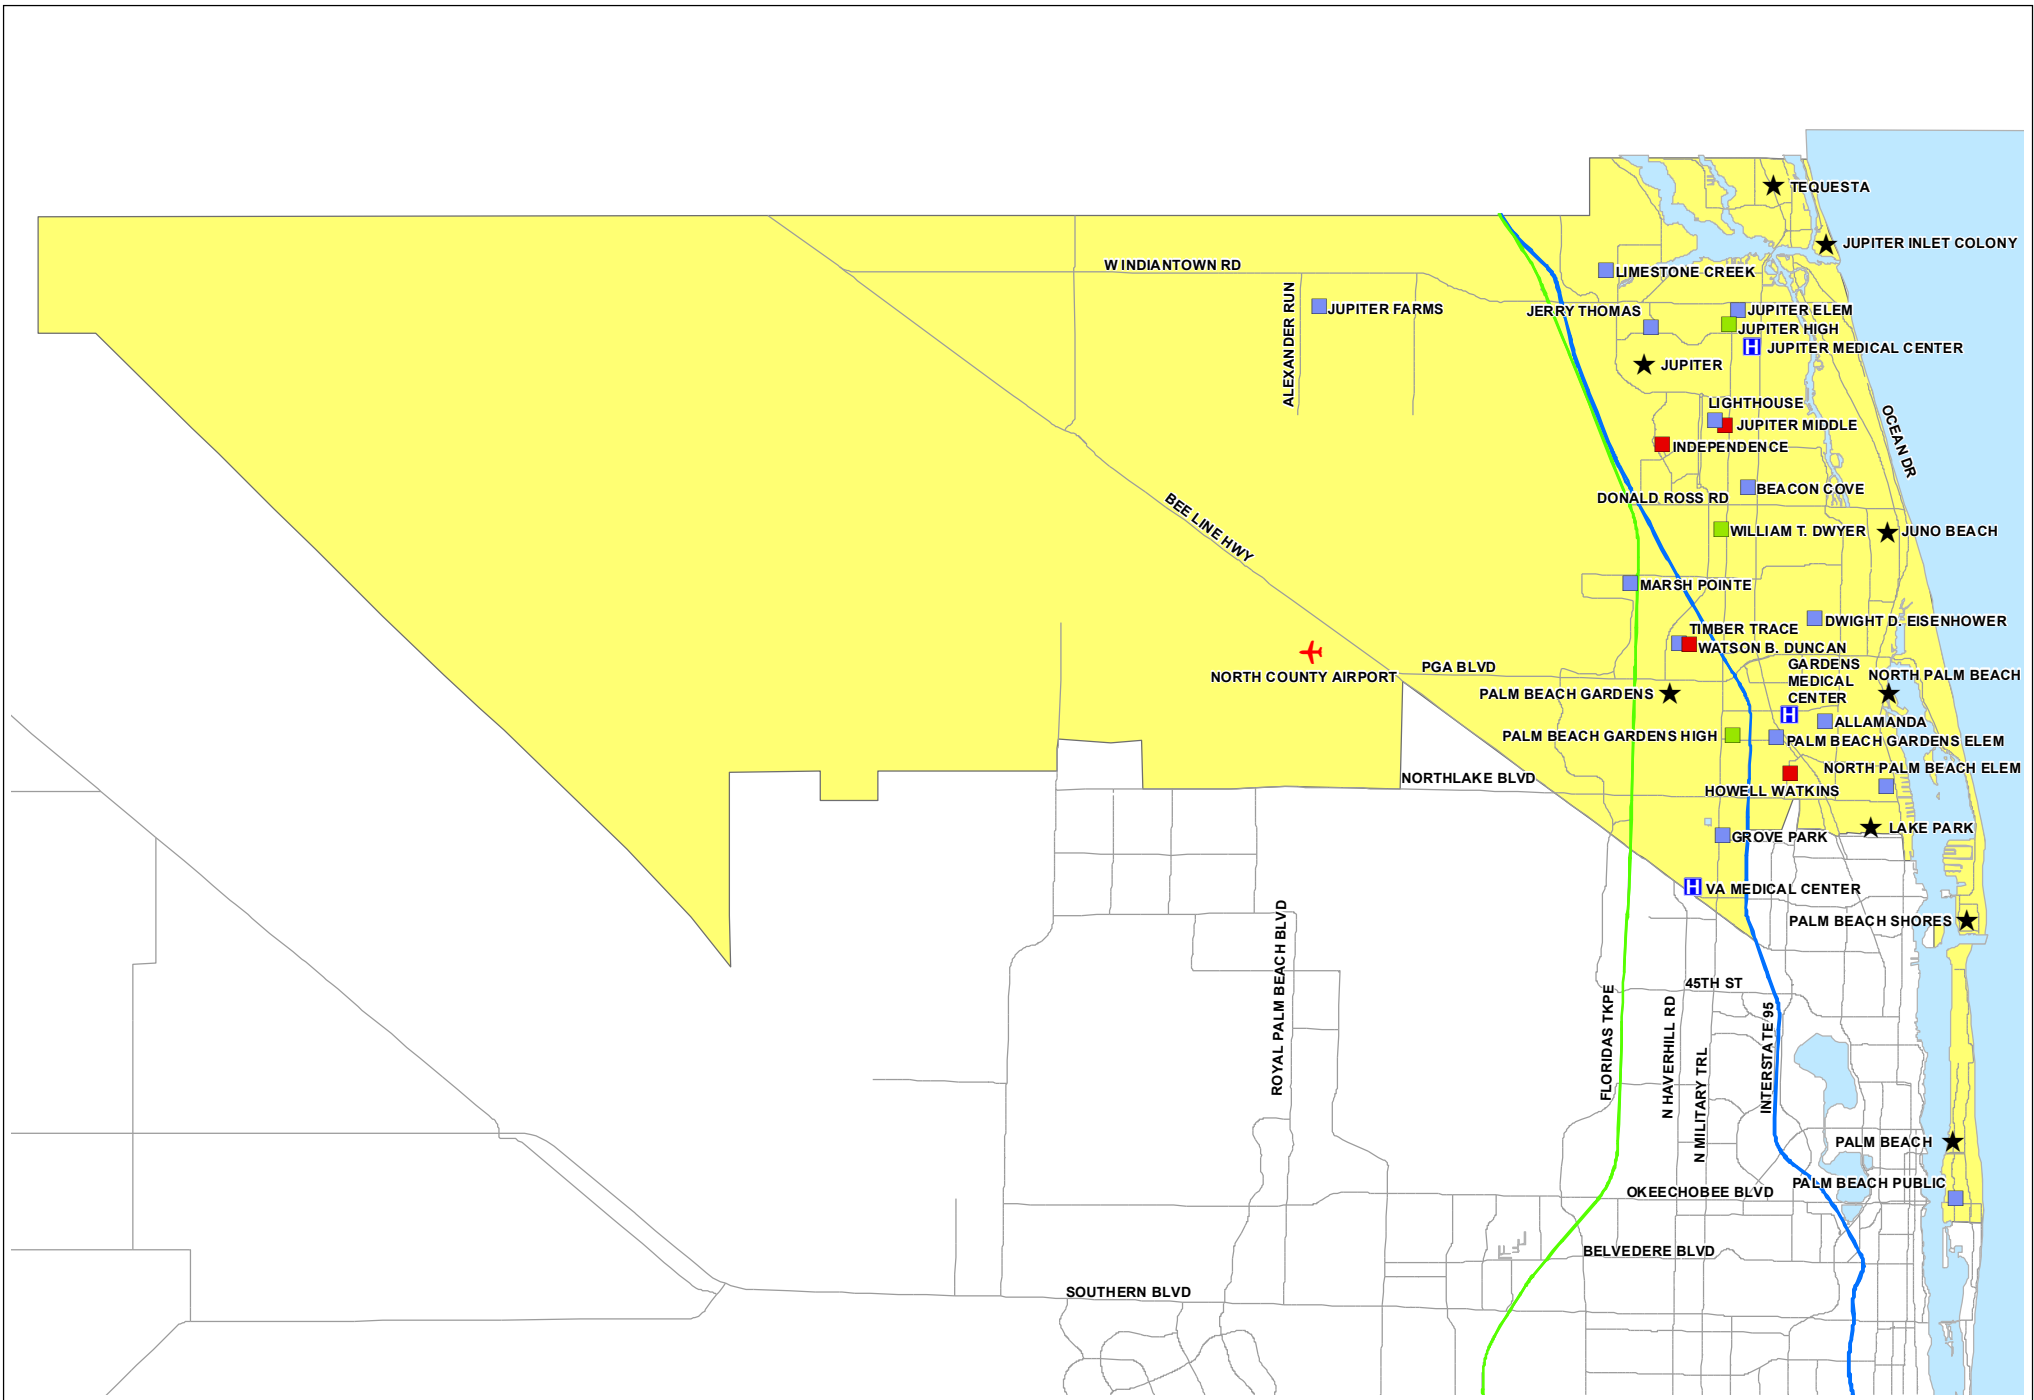 TEQUESTA
JUPITER INLET COLONY
W INDIANTOWN RD
LIMESTONE CREEK
ALEXANDER RUN
JUPITER FARMS
JERRY THOMAS
JUPITER ELEM
JUPITER HIGH
H
JUPITER MEDICAL CENTER
JUPITER
LIGHTHOUSE
JUPITER MIDDLE
OCEAN DR
INDEPENDENCE
BEACON COVE
DONALD ROSS RD
BEE LINE HWY
WILLIAM T. DWYER
JUNO BEACH
MARSH POINTE
DWIGHT D. EISENHOWER
TIMBER TRACE
WATSON B. DUNCAN
NORTH COUNTY AIRPORT
PGA BLVD
GARDENS
MEDICAL
CENTER
H
NORTH PALM BEACH
PALM BEACH GARDENS
ALLAMANDA
PALM BEACH GARDENS HIGH
PALM BEACH GARDENS ELEM
NORTHLAKE BLVD
NORTH PALM BEACH ELEM
HOWELL WATKINS
LAKE PARK
GROVE PARK
H
VA MEDICAL CENTER
PALM BEACH SHORES
ROYAL PALM BEACH BLVD
45TH ST
FLORIDAS TKPE
N HAVERHILL RD
N MILITARY TRL
INTERSTATE 95
PALM BEACH
PALM BEACH PUBLIC
OKEECHOBEE BLVD
BELVEDERE BLVD
SOUTHERN BLVD